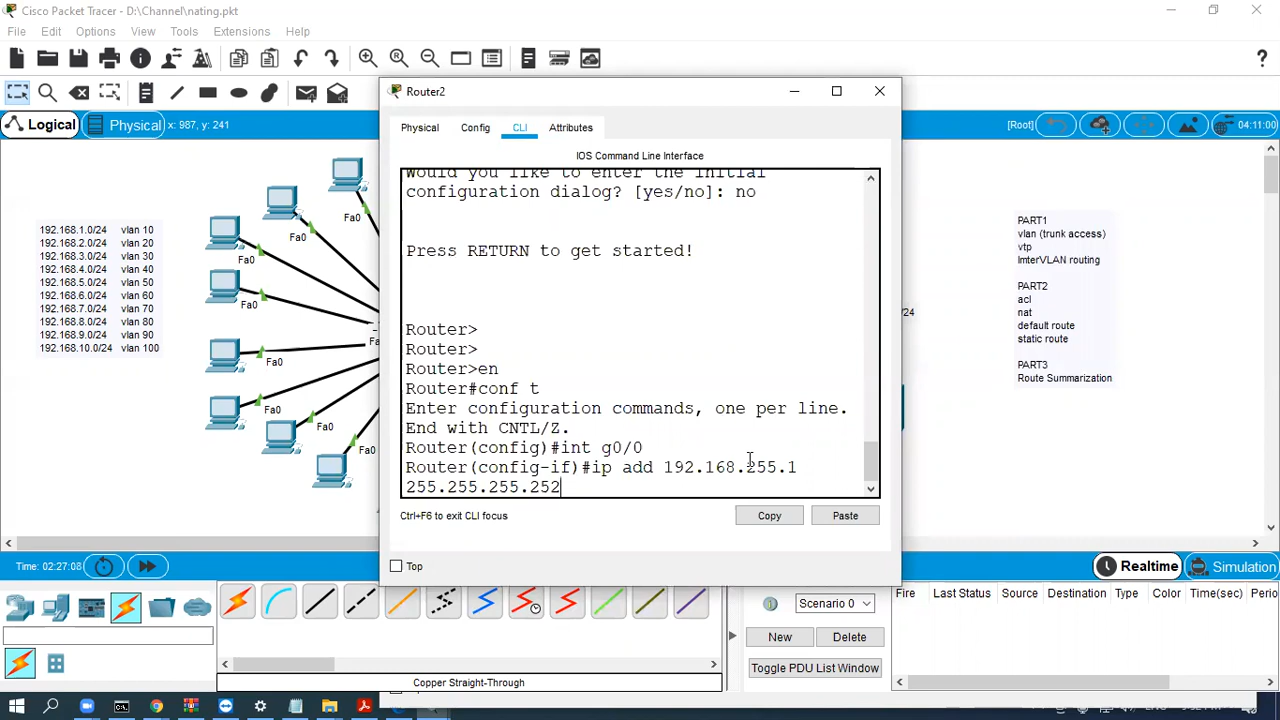 Cisco Packet Tracer - D:\Channel\nating.pkt
File Edit Options View Tools Extensions Help
Logical Physical x: 987, y: 241 [Root] 04:11:00
Router2
Physical Config CLI Attributes
IOS Command Line Interface
Would you like to enter the initial
configuration dialog? [yes/no]: no
Press RETURN to get started!
Router>
Router>
Router>en
Router#conf t
Enter configuration commands, one per line.
End with CNTL/Z.
Router(config)#int g0/0
Router(config-if)#ip add 192.168.255.1
255.255.255.252
Ctrl+F6 to exit CLI focus
Copy Paste
Top
192.168.1.0/24 vlan 10
192.168.2.0/24 vlan 20
192.168.3.0/24 vlan 30
192.168.4.0/24 vlan 40
192.168.5.0/24 vlan 50
192.168.6.0/24 vlan 60
192.168.7.0/24 vlan 70
192.168.8.0/24 vlan 80
192.168.9.0/24 vlan 90
192.168.10.0/24 vlan 100
Fa0
Fa0
Fa0
Fa0
Fa0
Fa0
Fa0
Fa0
/24
PART1
vlan (trunk access)
vtp
ImterVLAN routing
PART2
acl
nat
default route
static route
PART3
Route Summarization
Time: 02:27:08 Realtime Simulation
Scenario 0
New Delete
Toggle PDU List Window
Fire Last Status Source Destination Type Color Time(sec) Perio
Copper Straight-Through